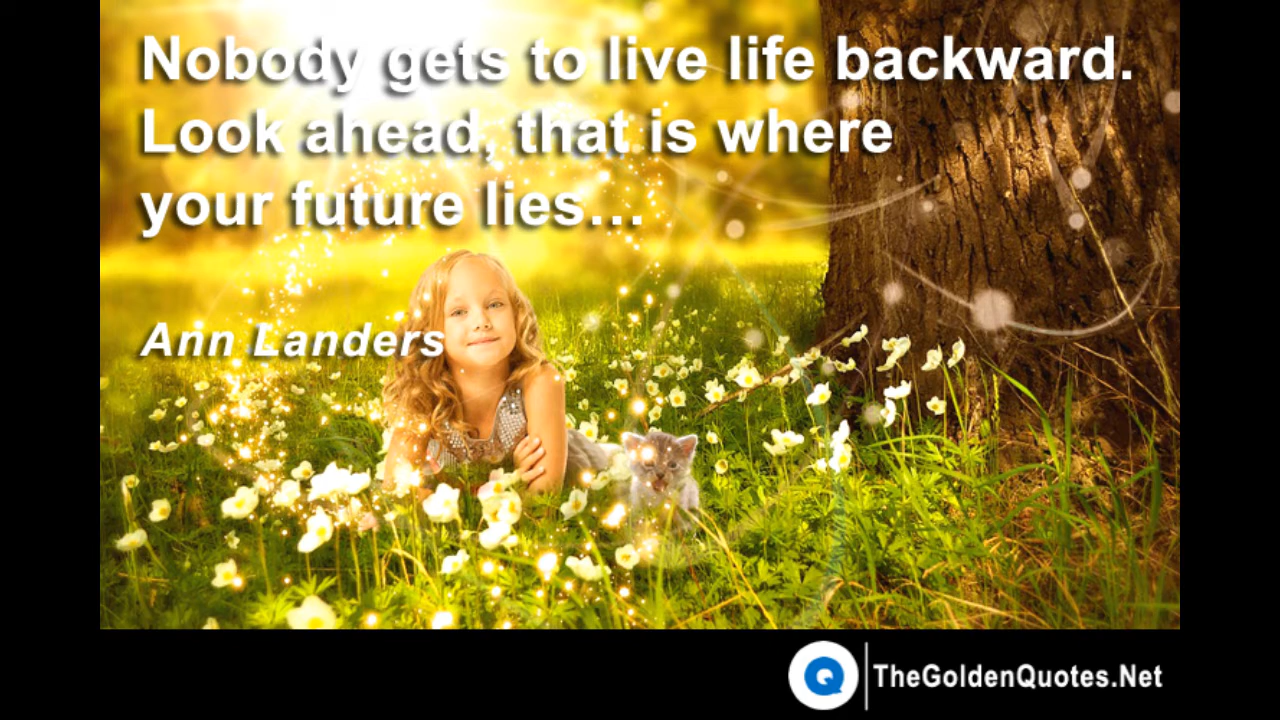 Nobody gets to live life backward.
Look ahead, that is where
your future lies...
Ann Landers
TheGoldenQuotes.Net